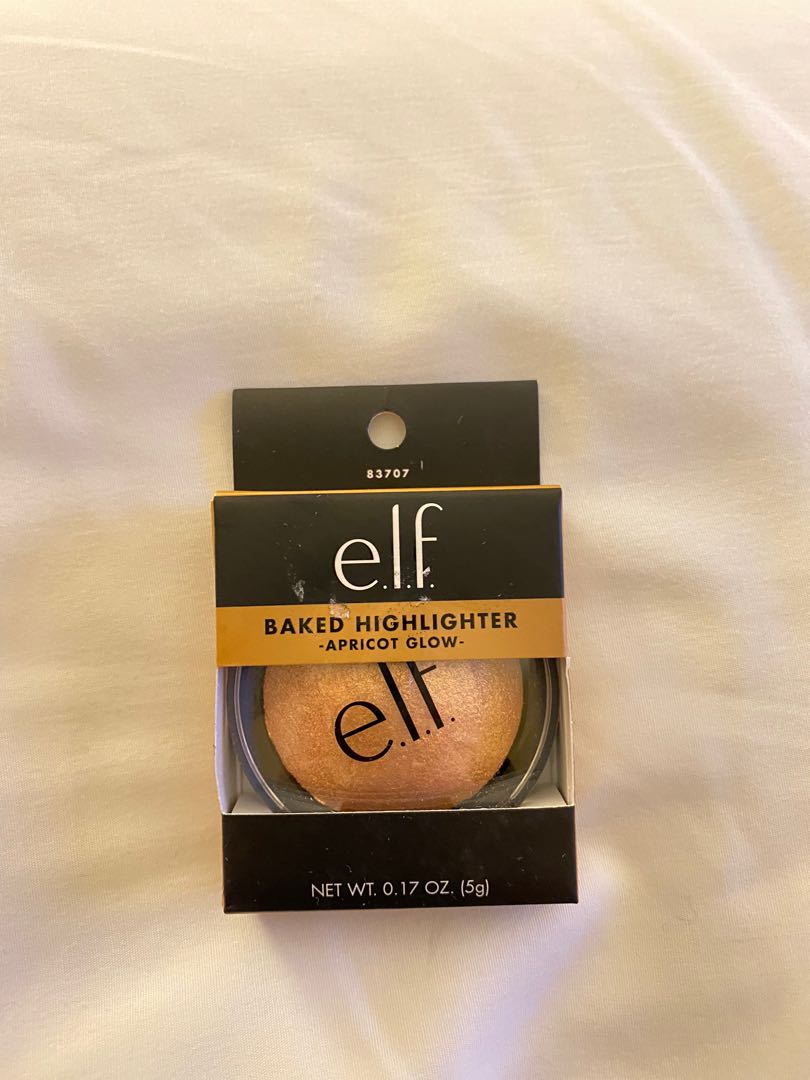 83707
e.l.f.
BAKED HIGHLIGHTER
-APRICOT GLOW-
e.l.f.
NET WT. 0.17 OZ. (5g)